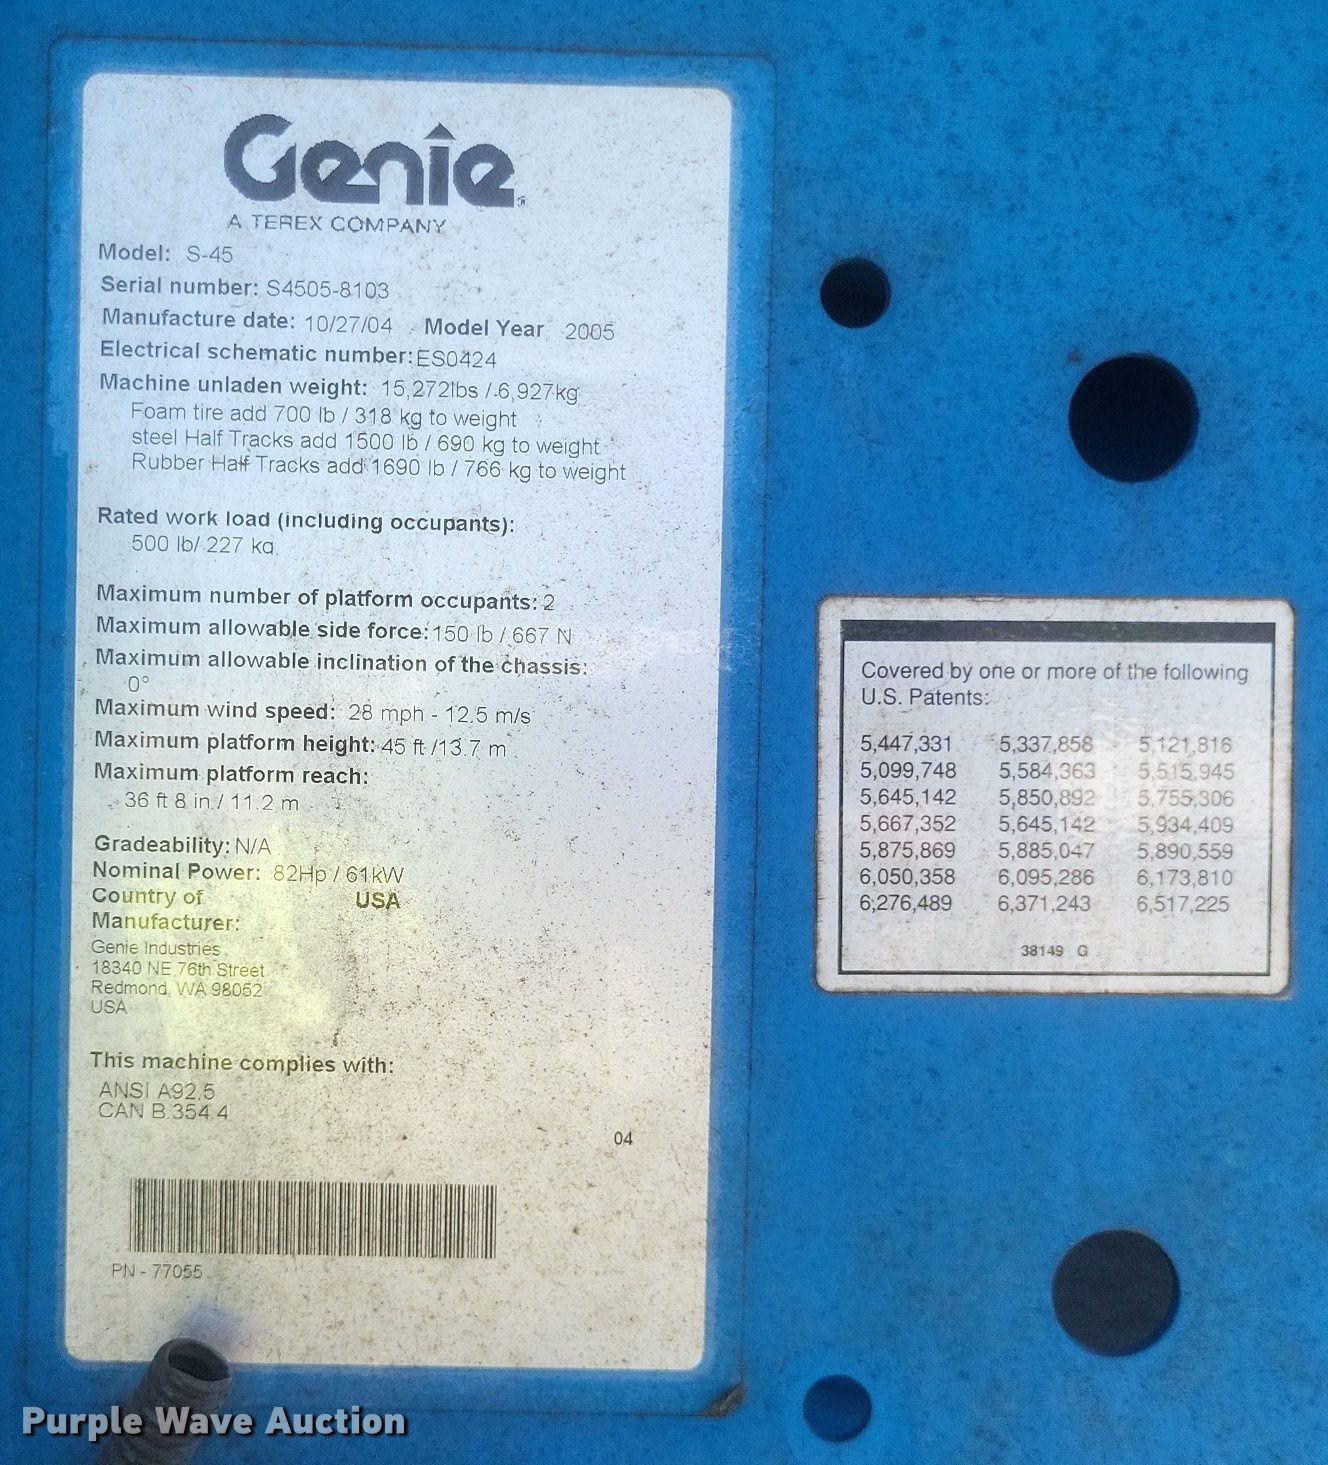 Genie
A TEREX COMPANY
Model: S-45
Serial number: S4505-8103
Manufacture date: 10/27/04 Model Year 2005
Electrical schematic number: ES0424
Machine unladen weight: 15,272lbs / 6,927kg
Foam tire add 700 lb / 318 kg to weight
steel Half Tracks add 1500 lb / 690 kg to weight
Rubber Half Tracks add 1690 lb / 766 kg to weight
Rated work load (including occupants):
500 lb/ 227 kg
Maximum number of platform occupants: 2
Maximum allowable side force: 150 lb / 667 N
Maximum allowable inclination of the chassis:
0°
Maximum wind speed: 28 mph - 12.5 m/s
Maximum platform height: 45 ft /13.7 m
Maximum platform reach:
36 ft 8 in./ 11.2 m
Gradeability: N/A
Nominal Power: 82Hp / 61kW
Country of USA
Manufacturer:
Genie Industries
18340 NE 76th Street
Redmond, WA 98052
USA
This machine complies with:
ANSI A92.5
CAN B.354.4
04
PN - 77055
Covered by one or more of the following
U.S. Patents:
5,447,331 5,337,858 5,121,816
5,099,748 5,584,363 5,515,945
5,645,142 5,850,892 5,755,306
5,667,352 5,645,142 5,934,409
5,875,869 5,885,047 5,890,559
6,050,358 6,095,286 6,173,810
6,276,489 6,371,243 6,517,225
38149 G
Purple Wave Auction